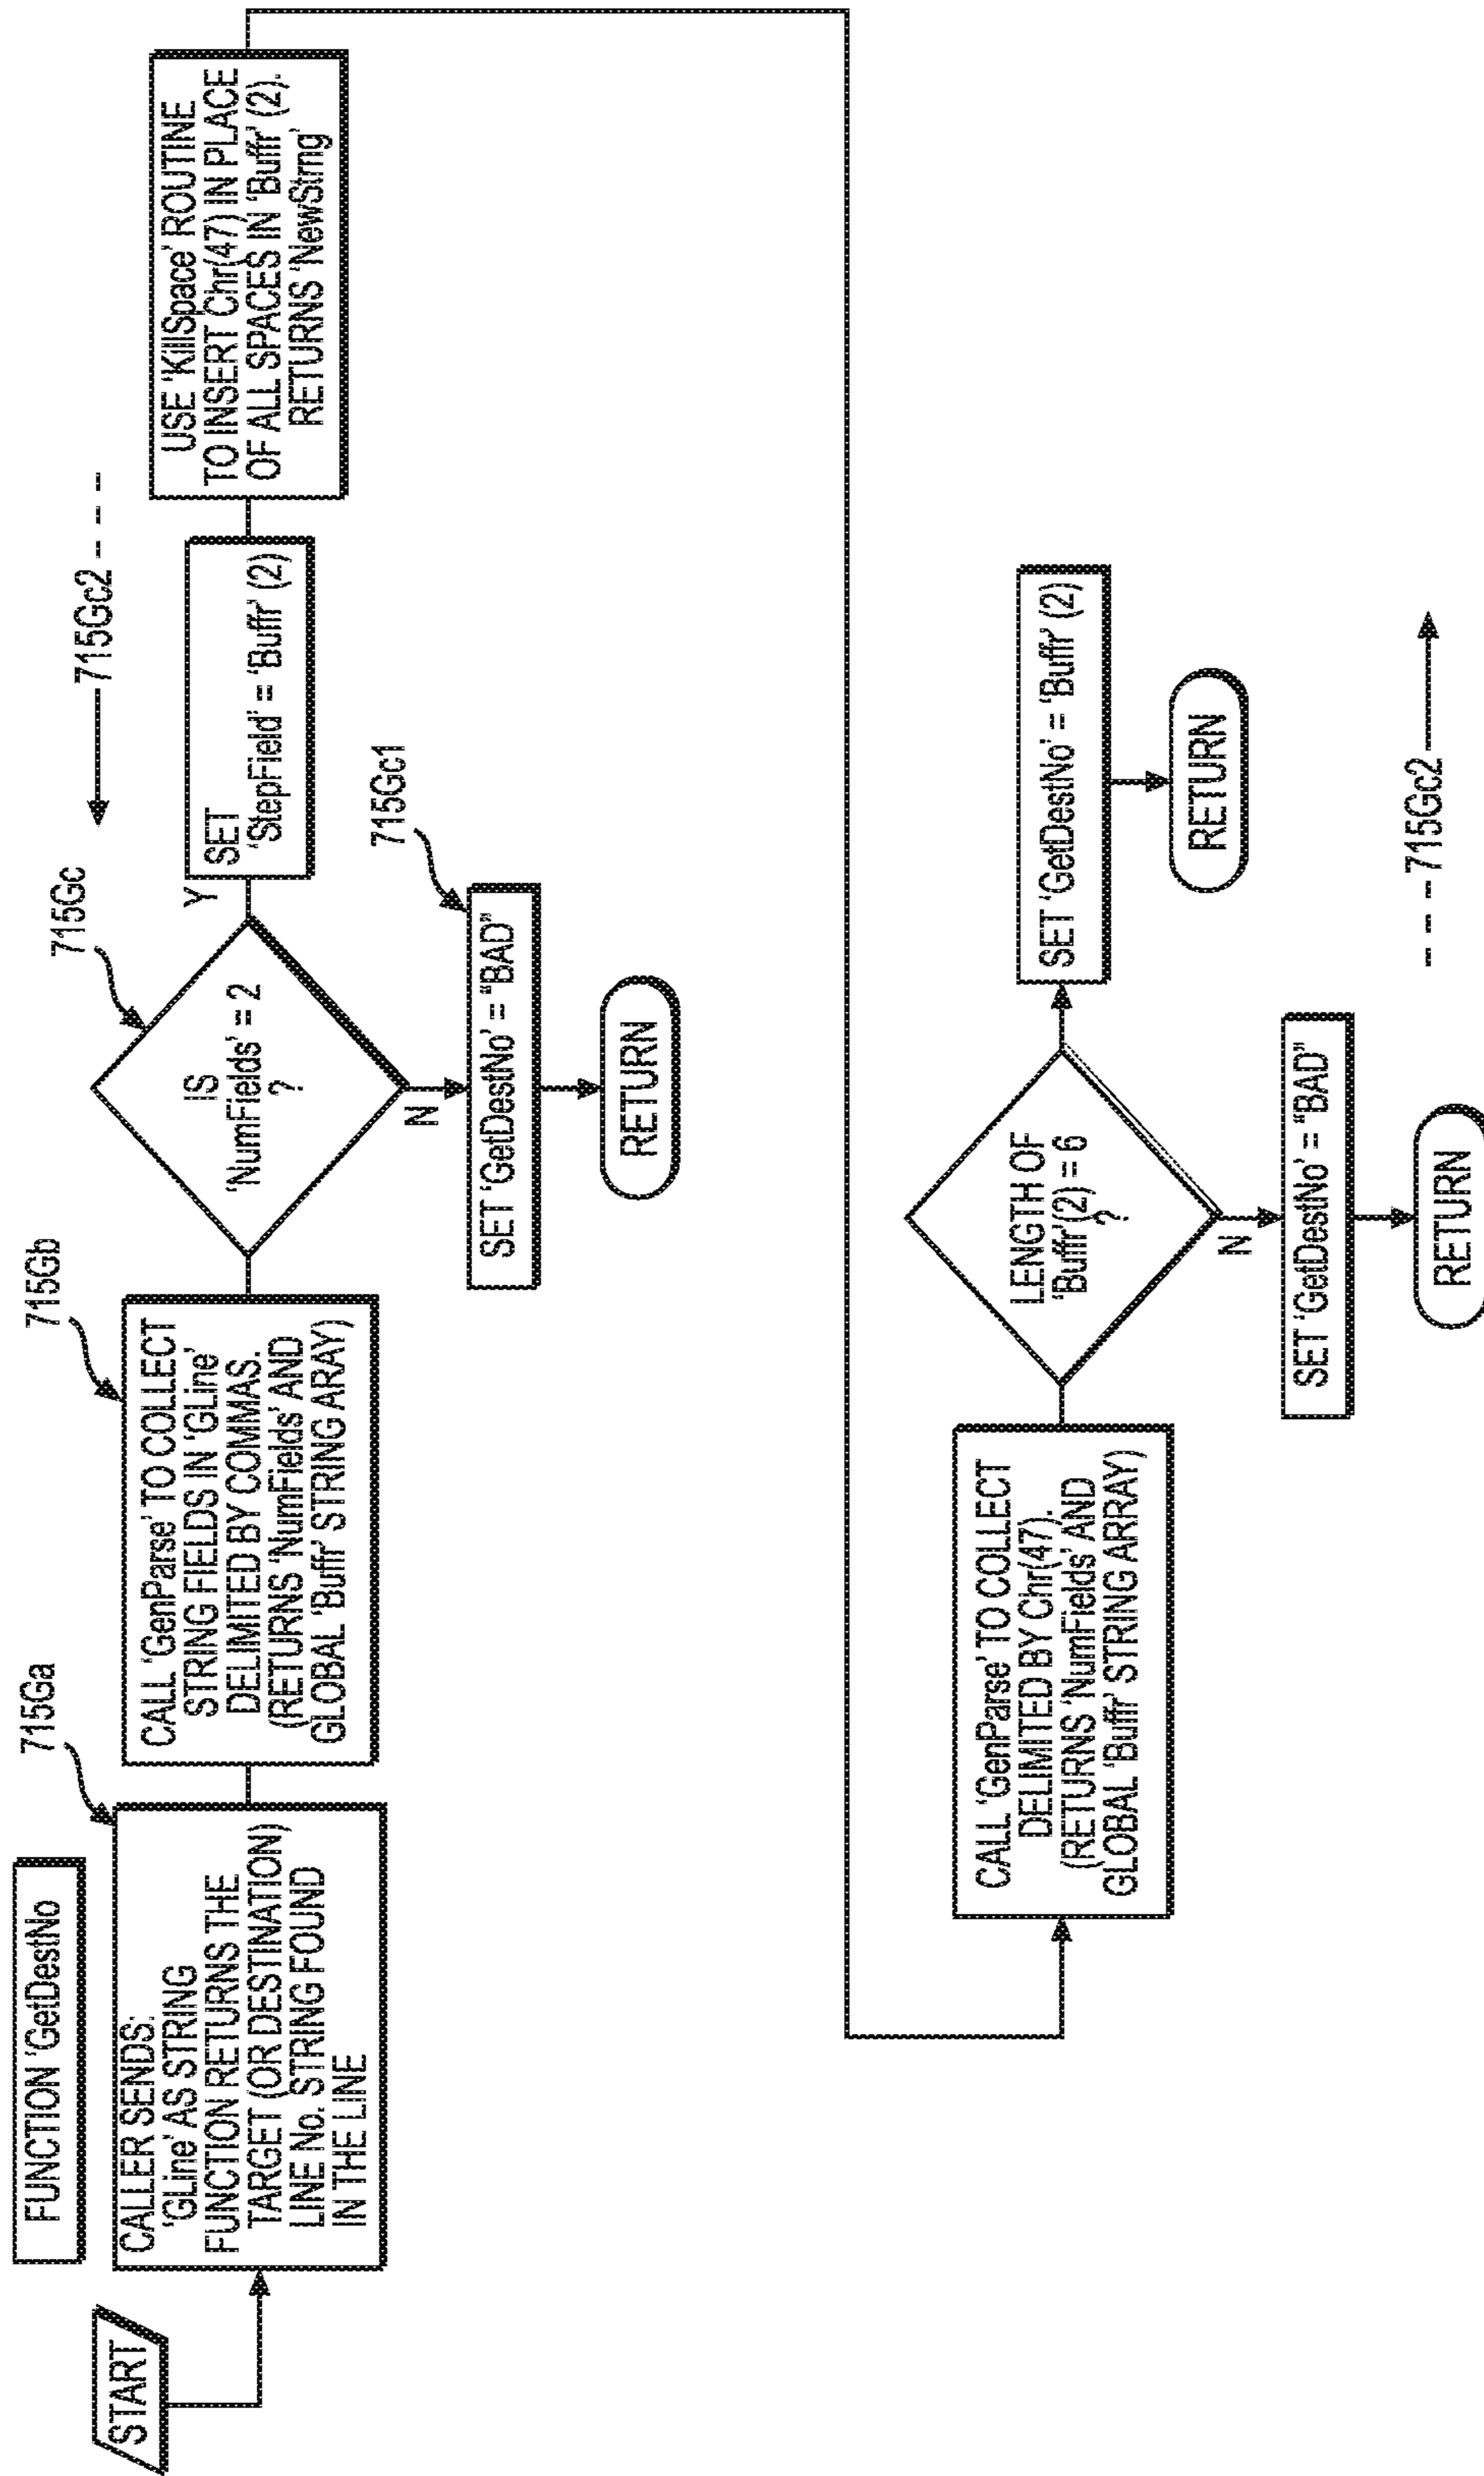 FUNCTION 'GetDestNo'
START
715Ga
CALLER SENDS:
'GLine' AS STRING
FUNCTION RETURNS THE
TARGET (OR DESTINATION)
LINE No. STRING FOUND
IN THE LINE
715Gb
CALL 'GenParse' TO COLLECT
STRING FIELDS IN 'GLine'
DELIMITED BY COMMAS.
(RETURNS 'NumFields' AND
GLOBAL 'Buffr' STRING ARAY)
715Gc
IS
'NumFields' = 2
?
Y
N
715Gc1
SET 'GetDestNo' = "BAD"
RETURN
715Gc2
SET
'StepField' = 'Buffr' (2)
USE 'KillSpace' ROUTINE
TO INSERT Chr(47) IN PLACE
OF ALL SPACES IN 'Buffr' (2).
RETURNS 'NewStrng'
CALL 'GenParse' TO COLLECT
DELIMITED BY Chr(47).
(RETURNS 'NumFields' AND
GLOBAL 'Buffr' STRING ARRAY)
LENGTH OF
'Buffr'(2) = 6
?
N
SET 'GetDestNo' = "BAD"
RETURN
SET 'GetDestNo' = 'Buffr' (2)
RETURN
715Gc2